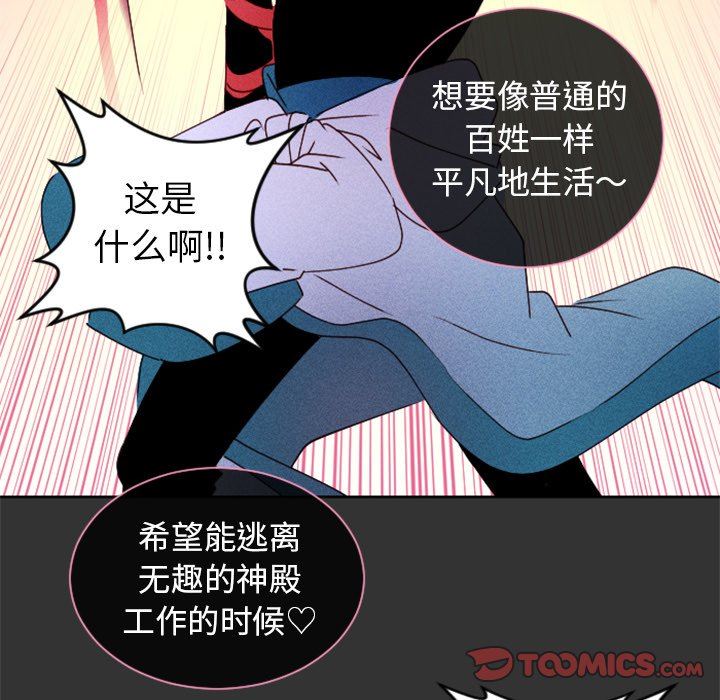 想要像普通的
百姓一样
平凡地生活～
这是
什么啊!!
希望能逃离
无趣的神殿
工作的时候♡
TOOMICS.COM